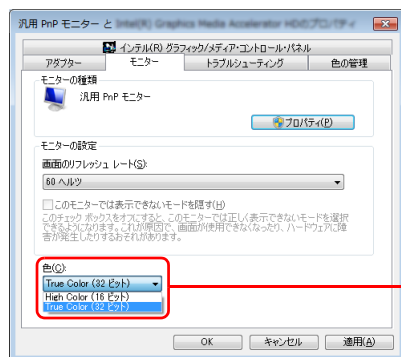 汎用 PnP モニター と Intel(R) Graphics Media Accelerator HDのプロパティ
インテル(R) グラフィック/メディア･コントロール･パネル
アダプター
モニター
トラブルシューティング
色の管理
モニターの種類
汎用 PnP モニター
プロパティ(P)
モニターの設定
画面のリフレッシュ レート(S):
60 ヘルツ
このモニターでは表示できないモードを隠す(H)
このチェック ボックスをオフにすると、このモニターでは正しく表示できないモードを選択
できるようになります。これが原因で、画面が使用できなくなったり、ハードウェアに障
害が発生したりするおそれがあります。
色(C):
True Color (32 ビット)
High Color (16 ビット)
True Color (32 ビット)
OK
キャンセル
適用(A)